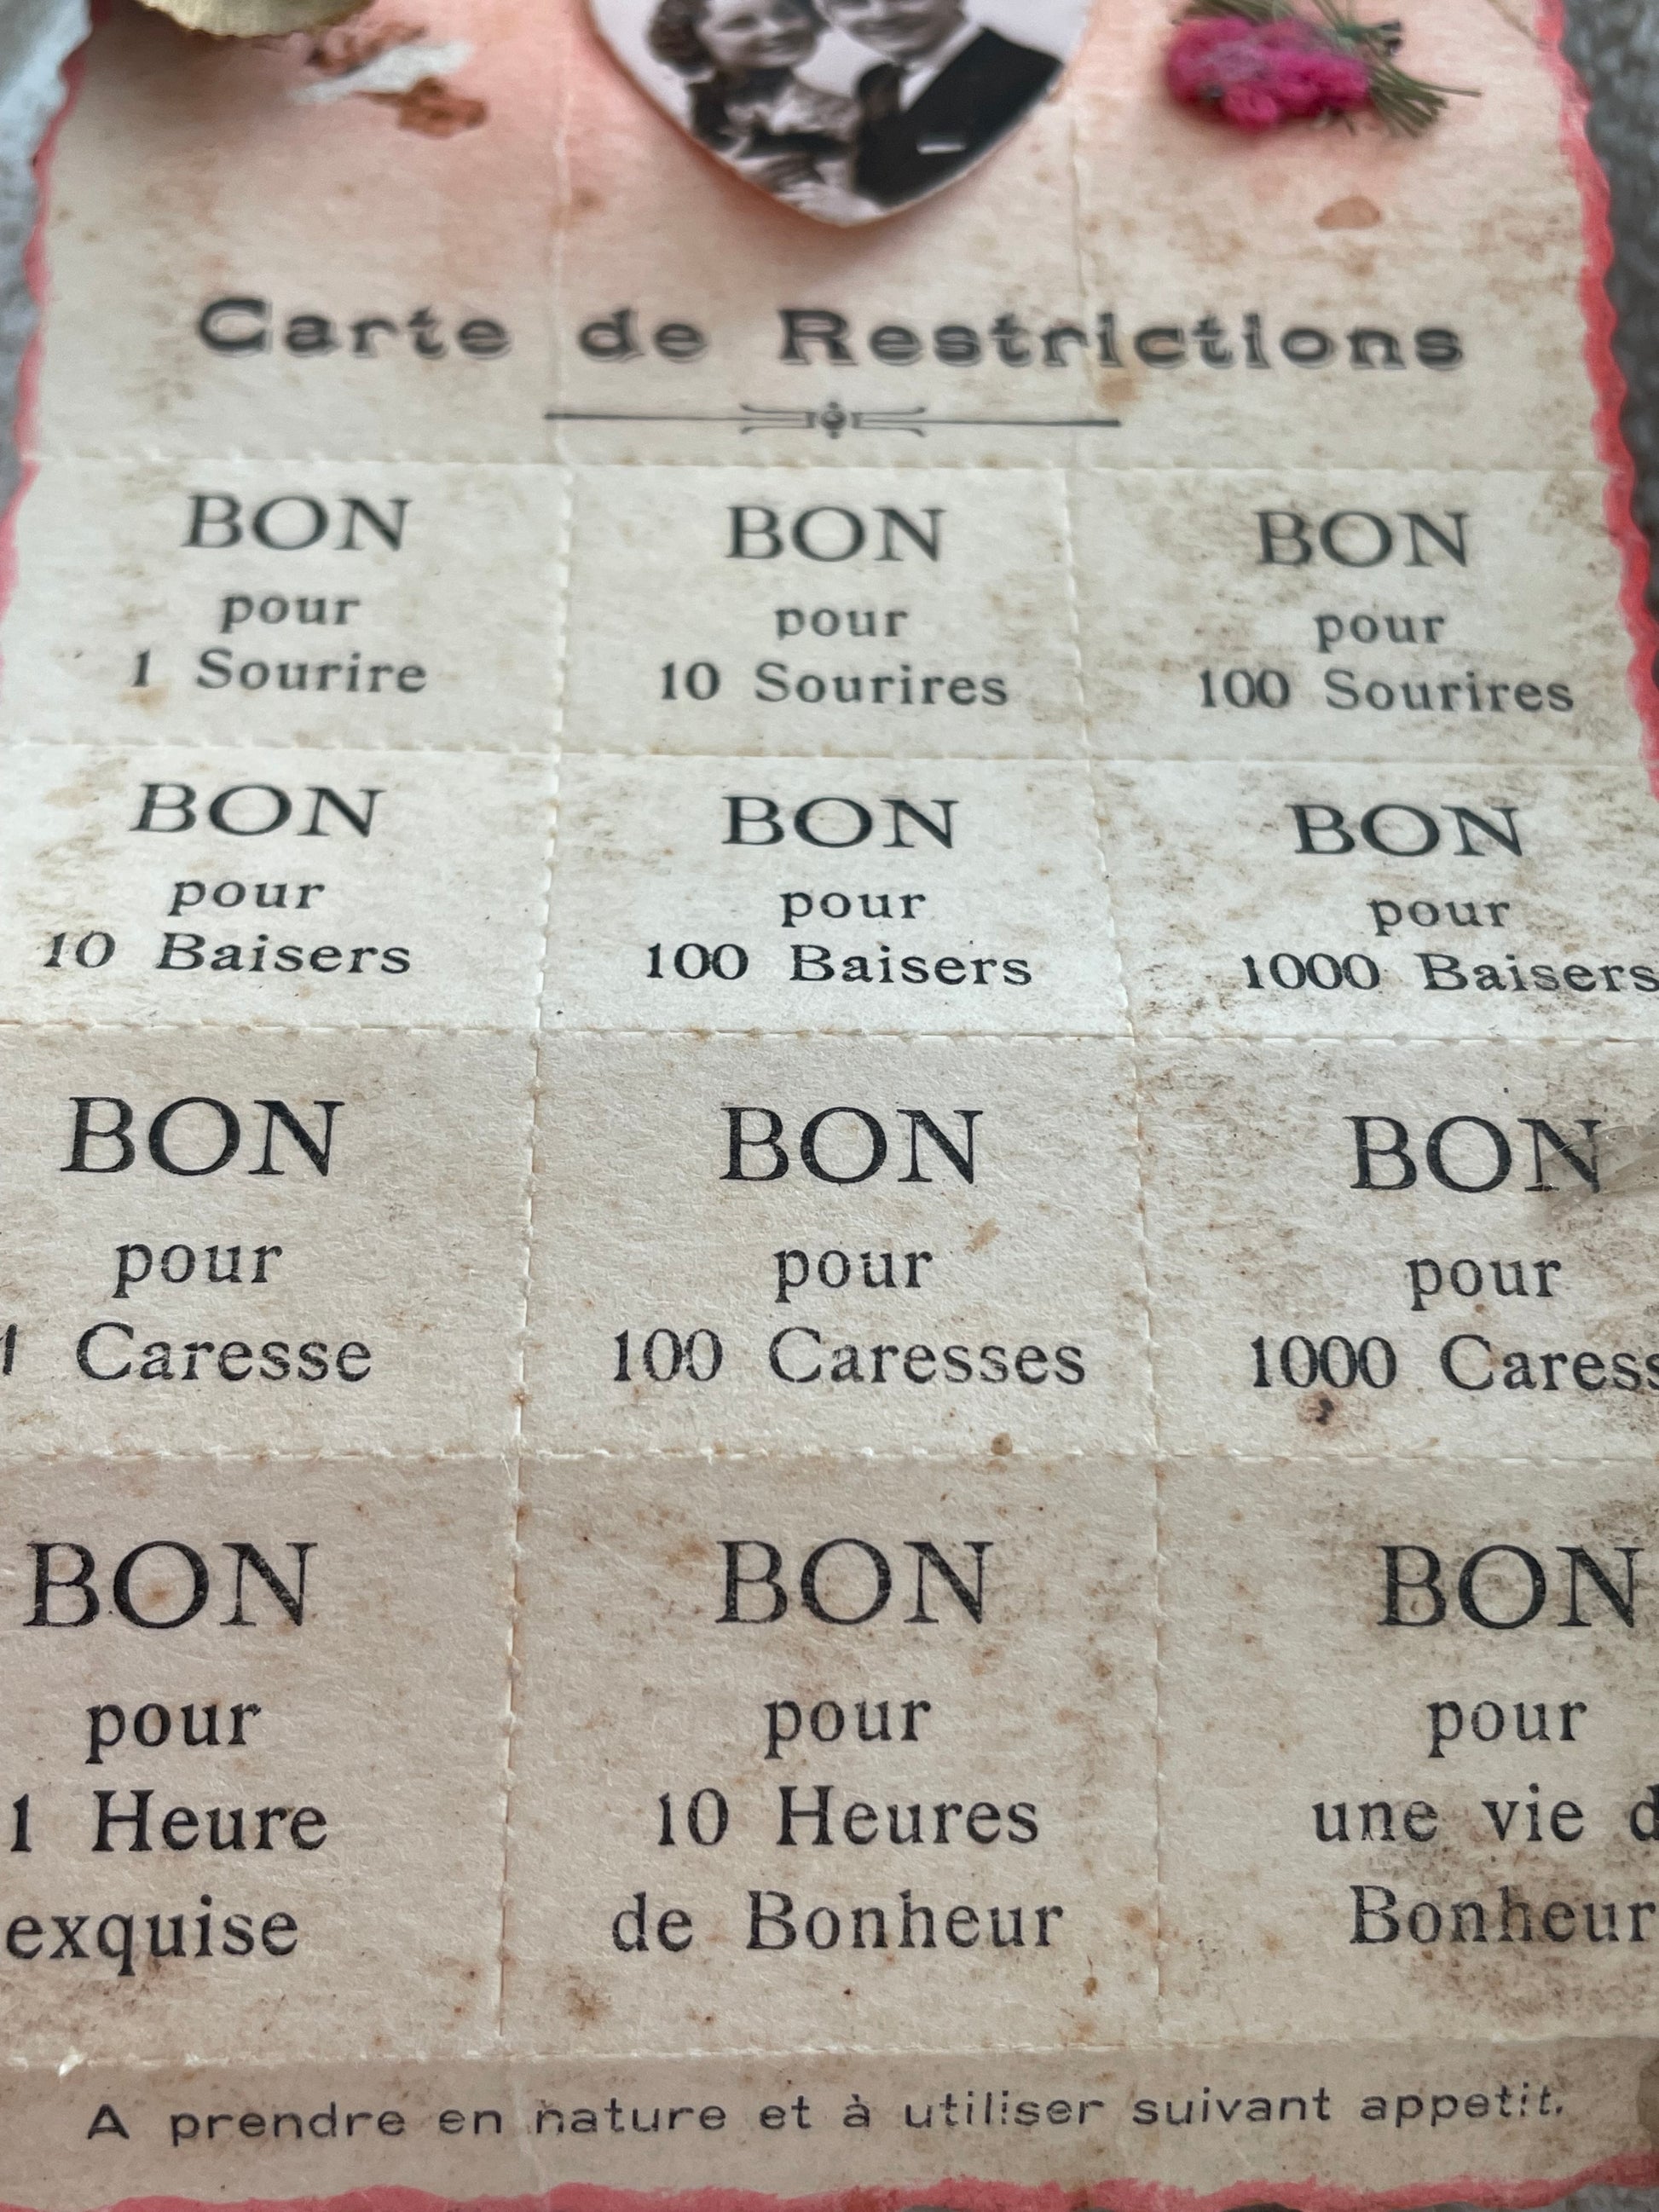 Carte de Restrictions
BON
pour
1 Sourire
BON
pour
10 Sourires
BON
pour
100 Sourires
BON
pour
10 Baisers
BON
pour
100 Baisers
BON
pour
1000 Baisers
BON
pour
1 Caresse
BON
pour
100 Caresses
BON
pour
1000
BON
pour
1 Heure
exquise
BON
pour
10 Heures
de Bonheur
BON
pour
une vie
Bonheur
A prendre en nature et à utiliser suivant appetit.